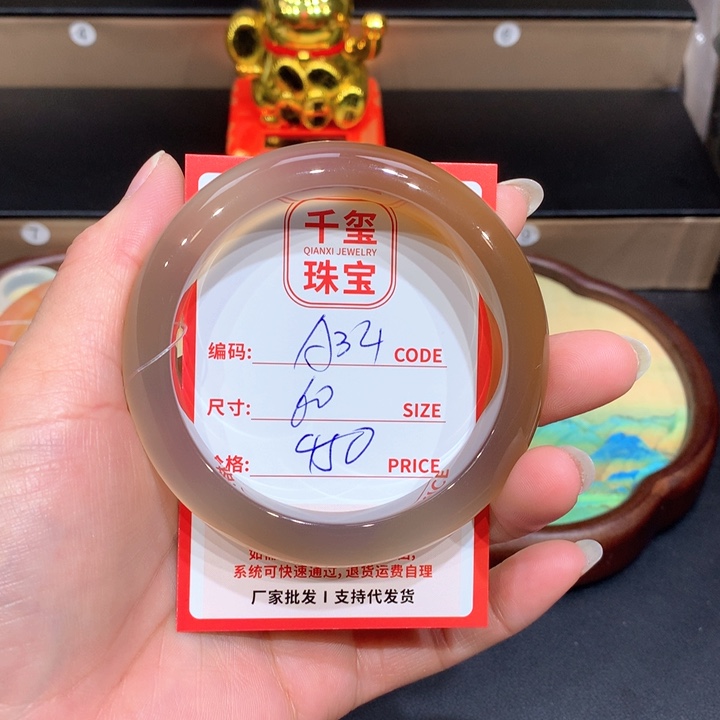 千玺
QIANXI JEWELRY
珠宝
编码: A34 CODE
尺寸: 60 SIZE
格: 450 PRICE
系统可快速通过,退货运费自理
厂家批发 I 支持代发货